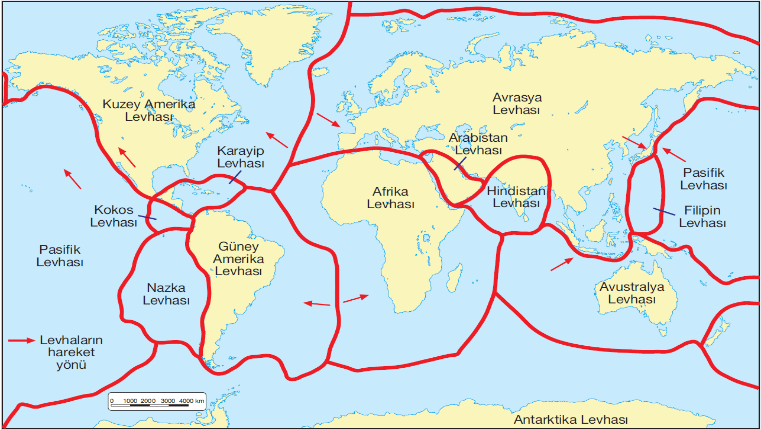 Kuzey Amerika
Levhası
Avrasya
Levhası
Karayip
Levhası
Arabistan
Levhası
Kokos
Levhası
Afrika
Levhası
Hindistan
Levhası
Pasifik
Levhası
Filipin
Levhası
Pasifik
Levhası
Güney
Amerika
Levhası
Nazka
Levhası
Avustralya
Levhası
Levhaların
hareket
yönü
0 1000 2000 3000 4000 km
Antarktika Levhası